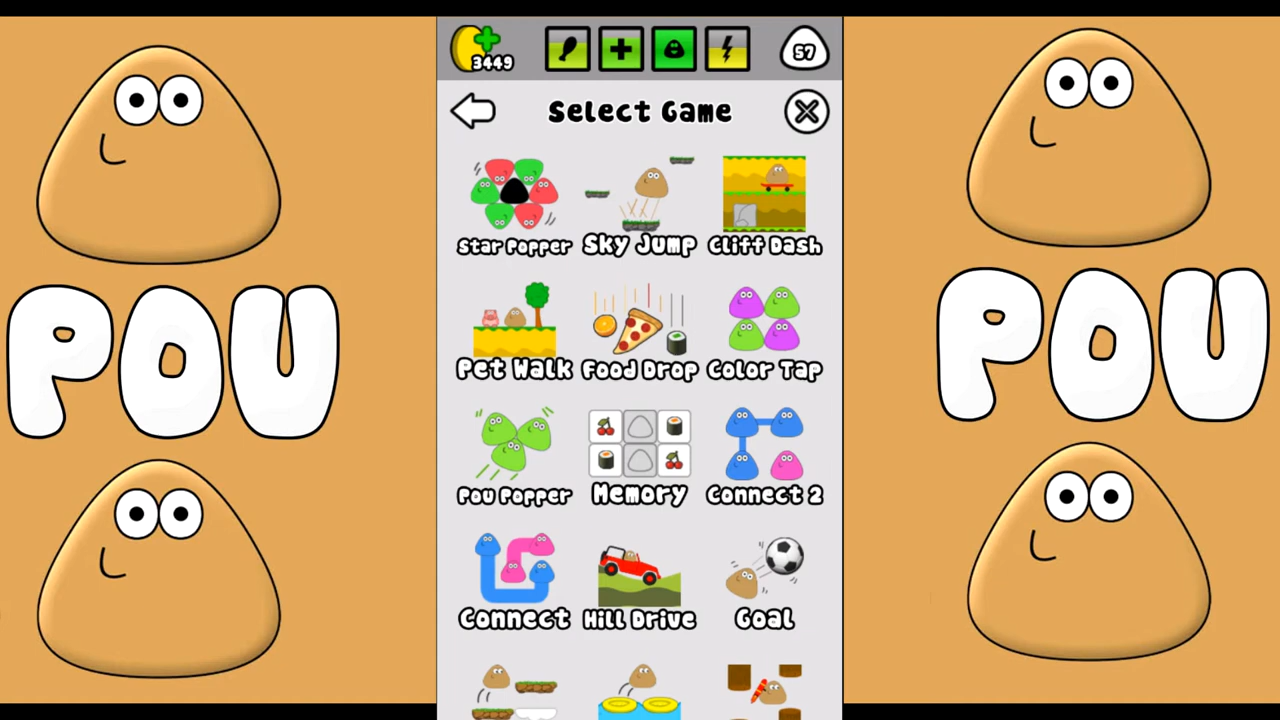 3449
57
Select Game
Star Popper Sky Jump Cliff Dash
POU
POU
Pet Walk Food Drop Color Tap
Pou Popper Memory Connect 2
Connect Hill Drive Goal